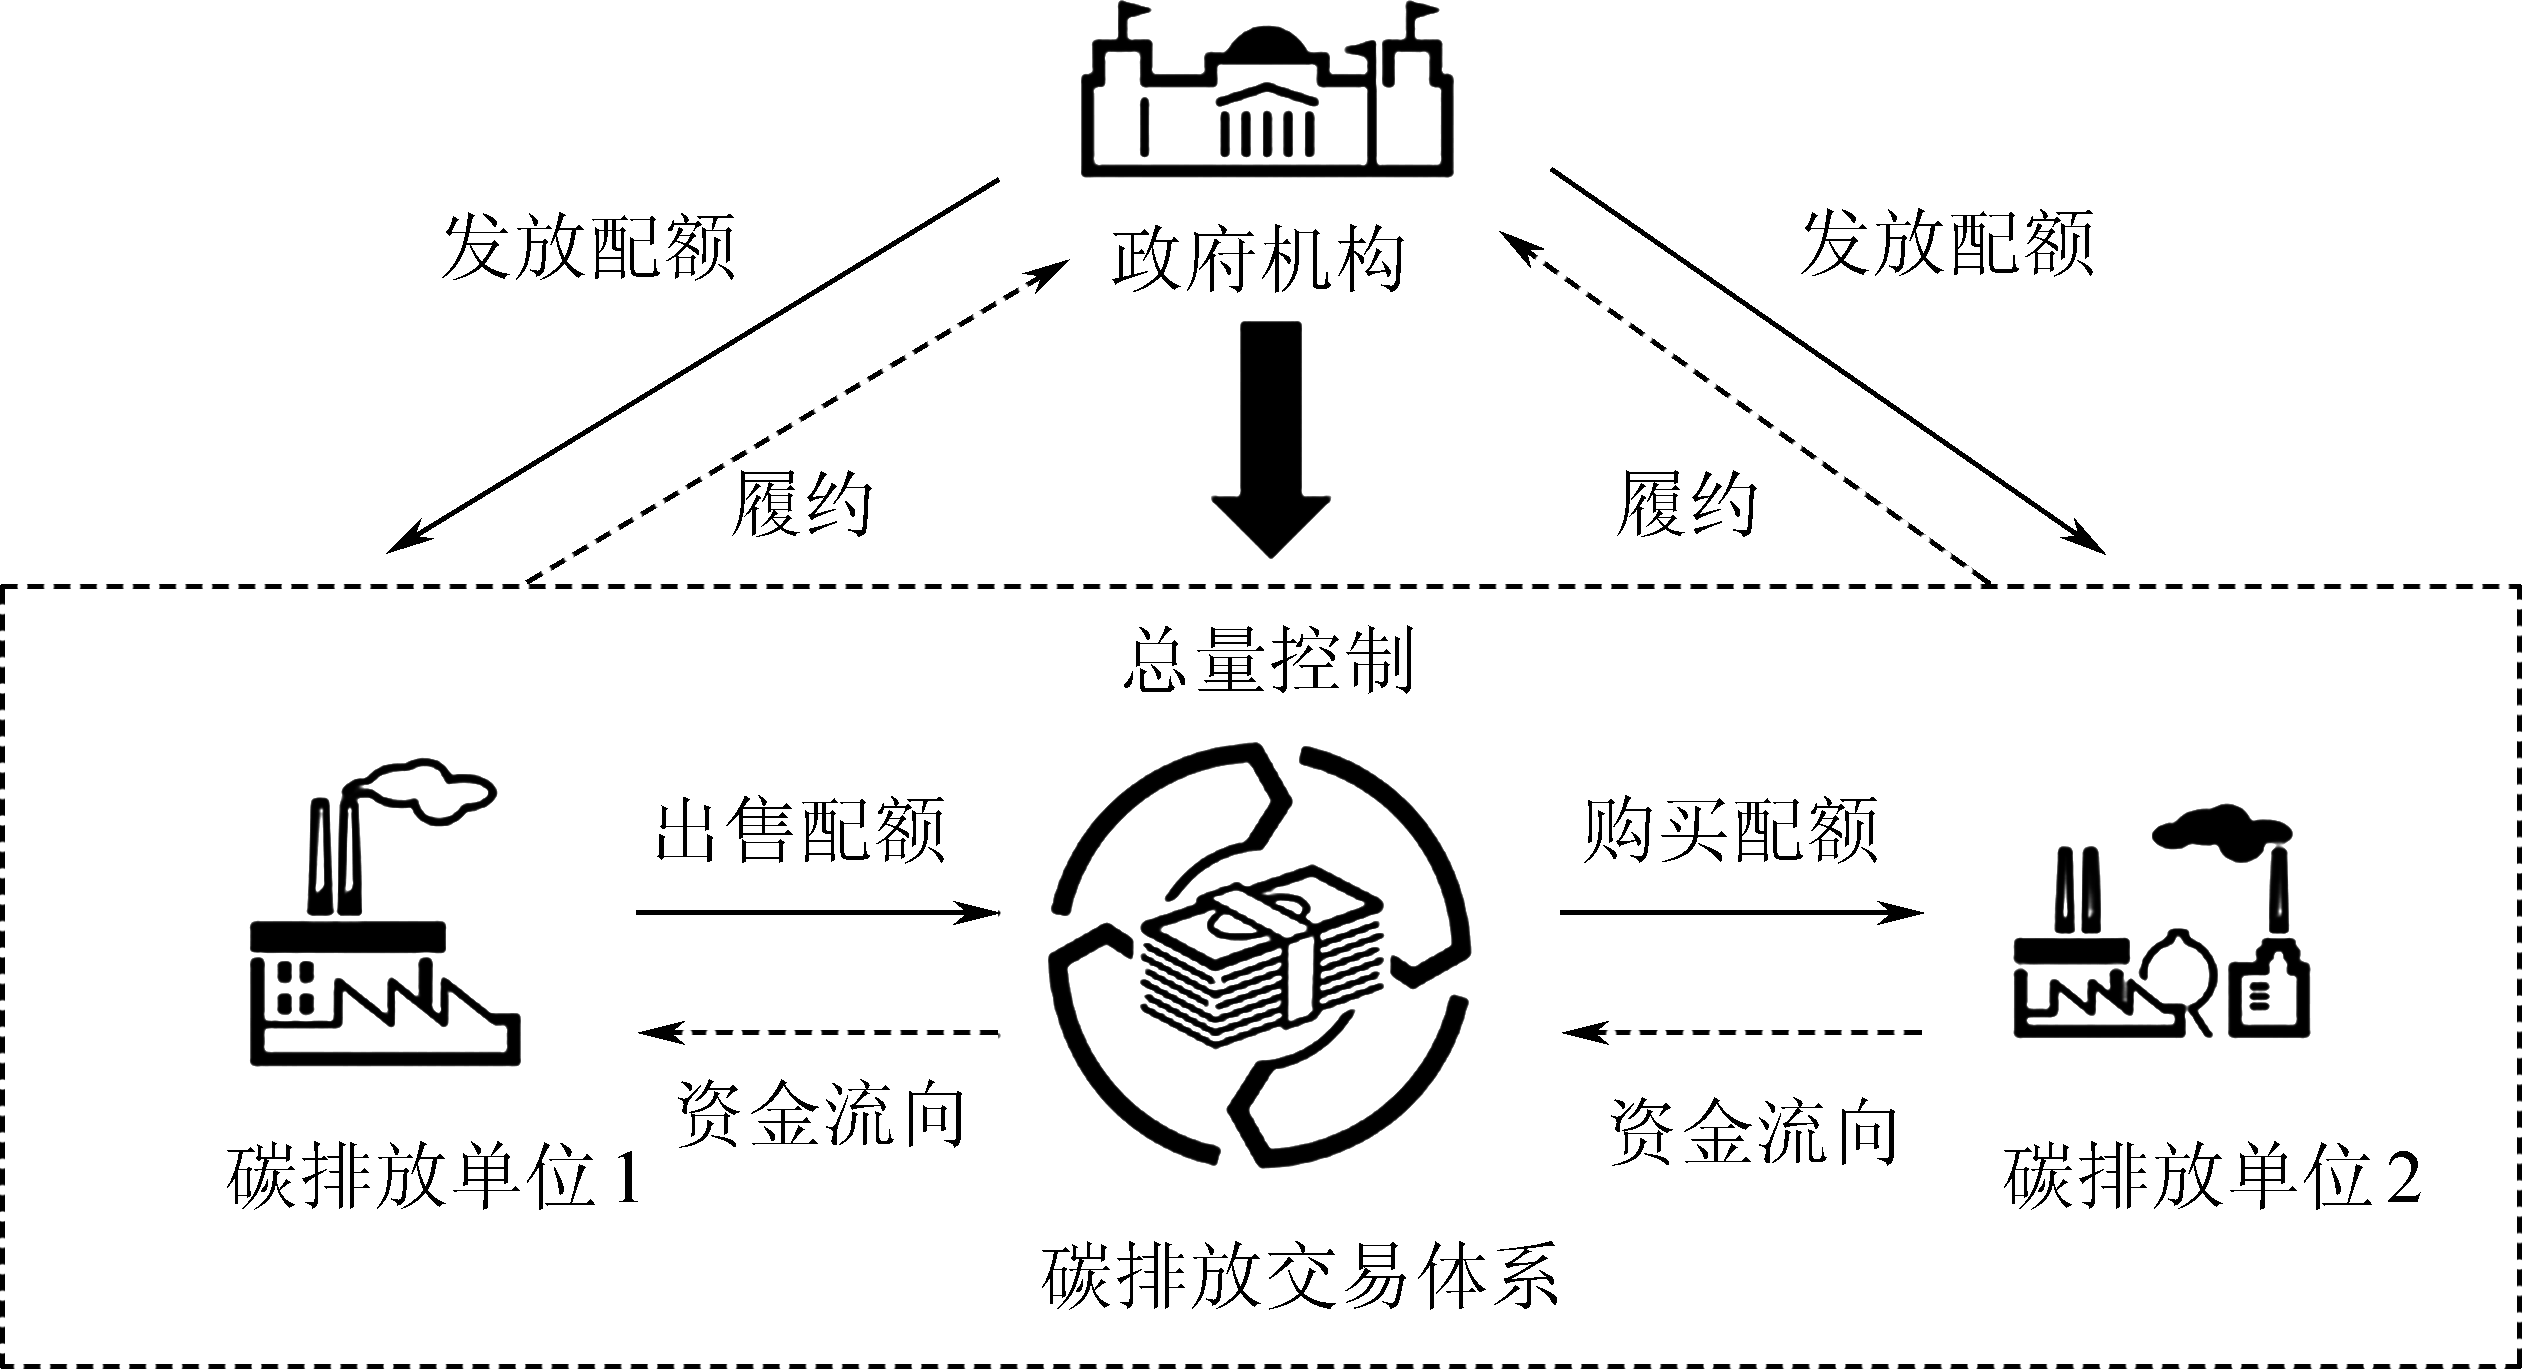 政府机构
发放配额
发放配额
履约
履约
总量控制
出售配额
购买配额
资金流向
资金流向
碳排放单位1
碳排放单位2
碳排放交易体系